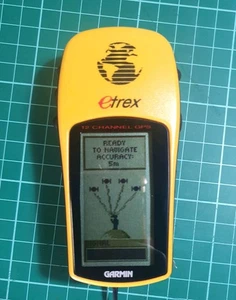 etrex
12 CHANNEL GPS
READY
TO NAVIGATE
ACCURACY:
5m
GARMIN